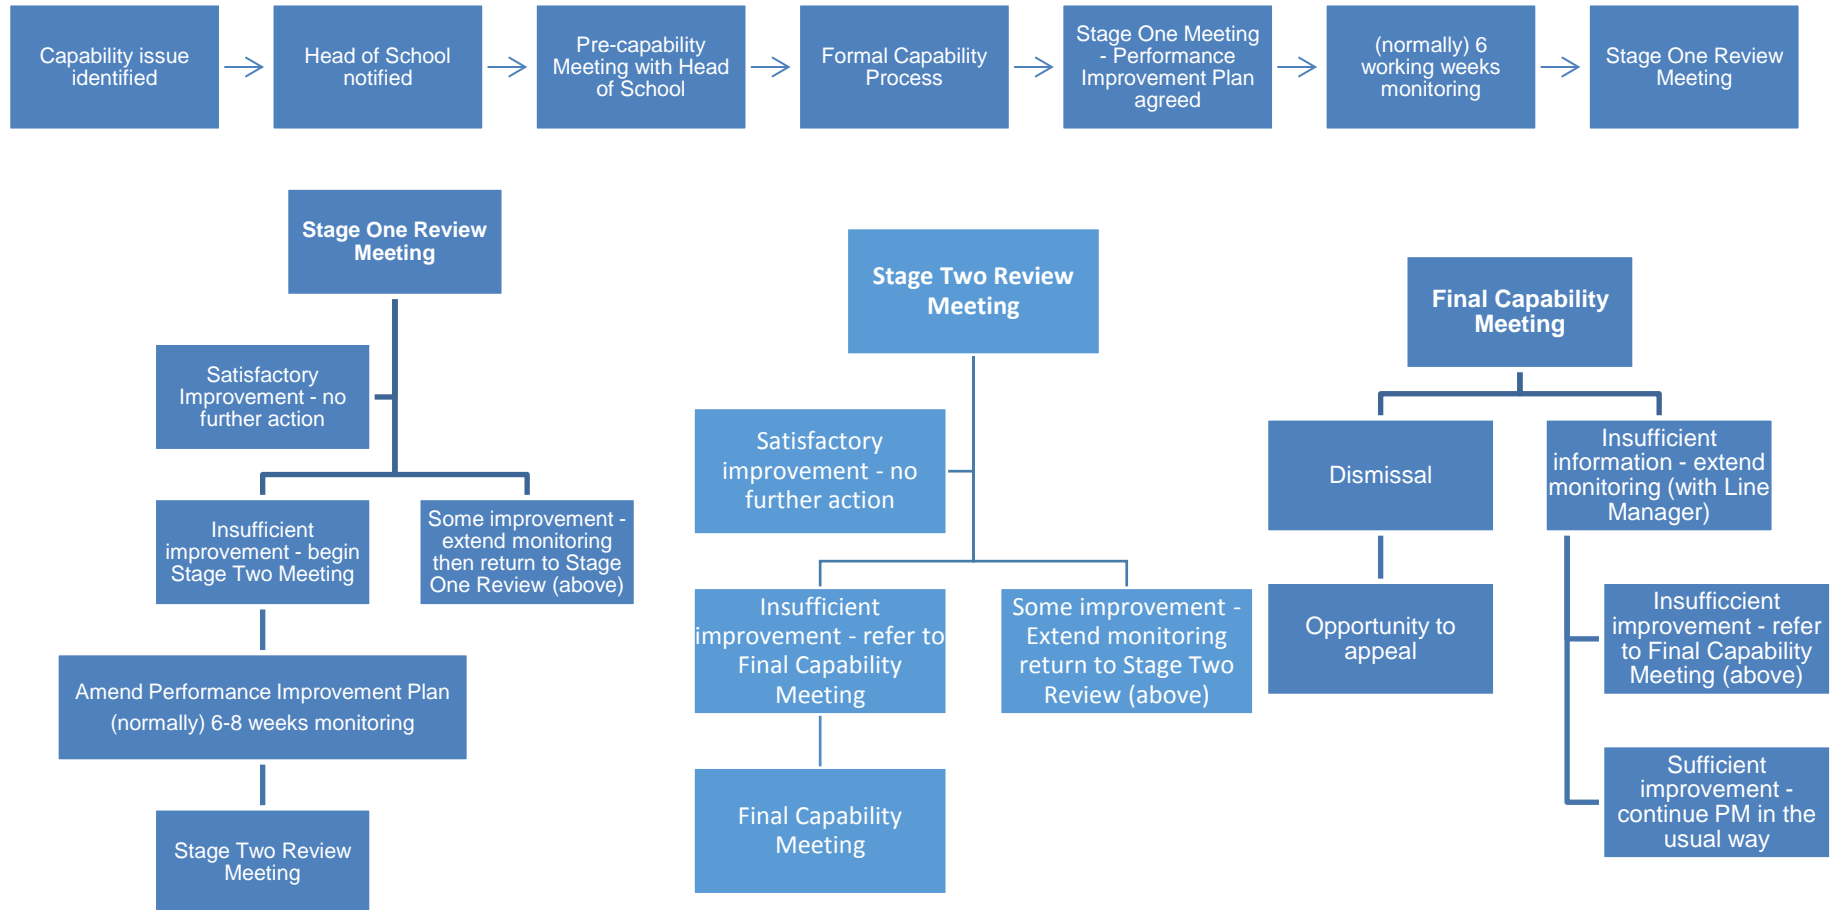 Capability issue
identified
Head of School
notified
Pre-capability
Meeting with Head
of School
Formal Capability
Process
Stage One Meeting
- Performance
Improvement Plan
agreed
(normally) 6
working weeks
monitoring
Stage One Review
Meeting
Stage One Review
Meeting
Satisfactory
Improvement - no
further action
Insufficient
improvement - begin
Stage Two Meeting
Some improvement -
extend monitoring
then return to Stage
One Review (above)
Amend Performance Improvement Plan
(normally) 6-8 weeks monitoring
Stage Two Review
Meeting
Stage Two Review
Meeting
Satisfactory
improvement - no
further action
Insufficient
improvement - refer to
Final Capability
Meeting
Some improvement -
Extend monitoring
return to Stage Two
Review (above)
Final Capability
Meeting
Final Capability
Meeting
Dismissal
Opportunity to
appeal
Insufficient
information - extend
monitoring (with Line
Manager)
Insufficcient
improvement - refer
to Final Capability
Meeting (above)
Sufficient
improvement -
continue PM in the
usual way